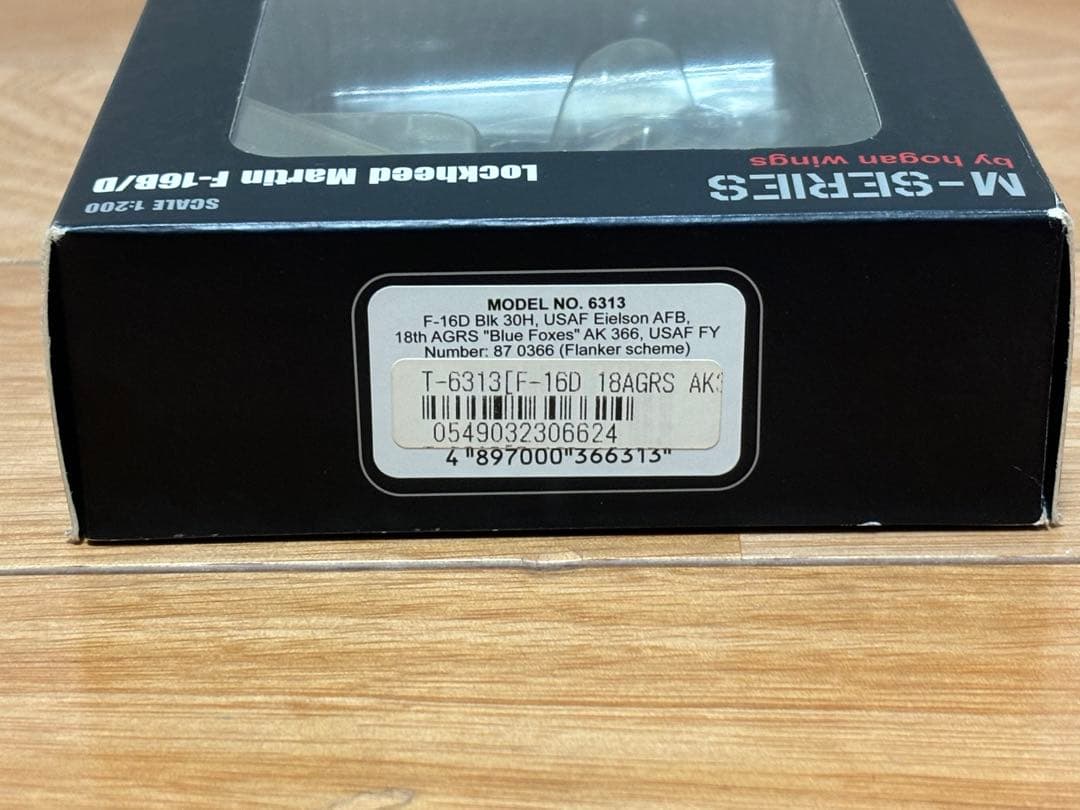 M-SERIES
by hogan wings
Lockheed Martin F-16B/D
SCALE 1:200
MODEL NO. 6313
F-16D Blk 30H, USAF Eielson AFB,
18th AGRS "Blue Foxes" AK 366, USAF FY
Number: 87 0366 (Flanker scheme)
T-6313[F-16D 18AGRS AK3
0549032306624
4 "897000"366313"